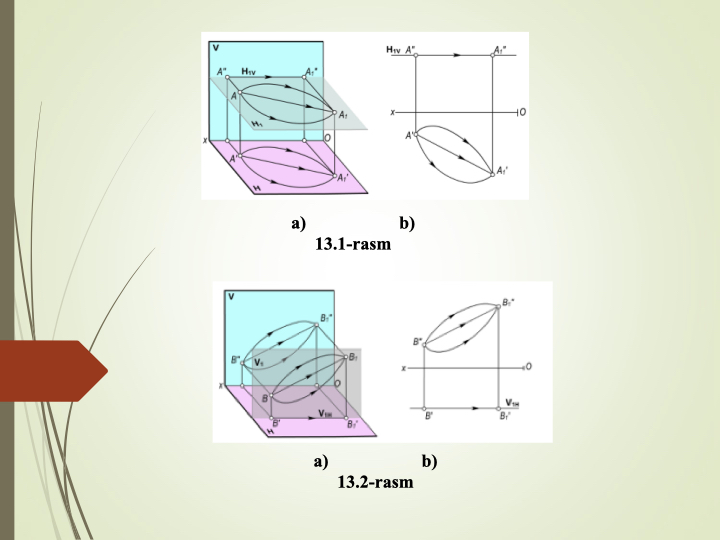 V
A" H₁V A₁"
A A₁
H₁
x O
A' A₁'
H
H₁V A" A₁"
x O
A' A₁'
a) b)
13.1-rasm
V
B₁"
B" V₁ B₁
x O
B V₁H
B' B₁'
H
B₁"
B"
x O
V₁H
B' B₁'
a) b)
13.2-rasm